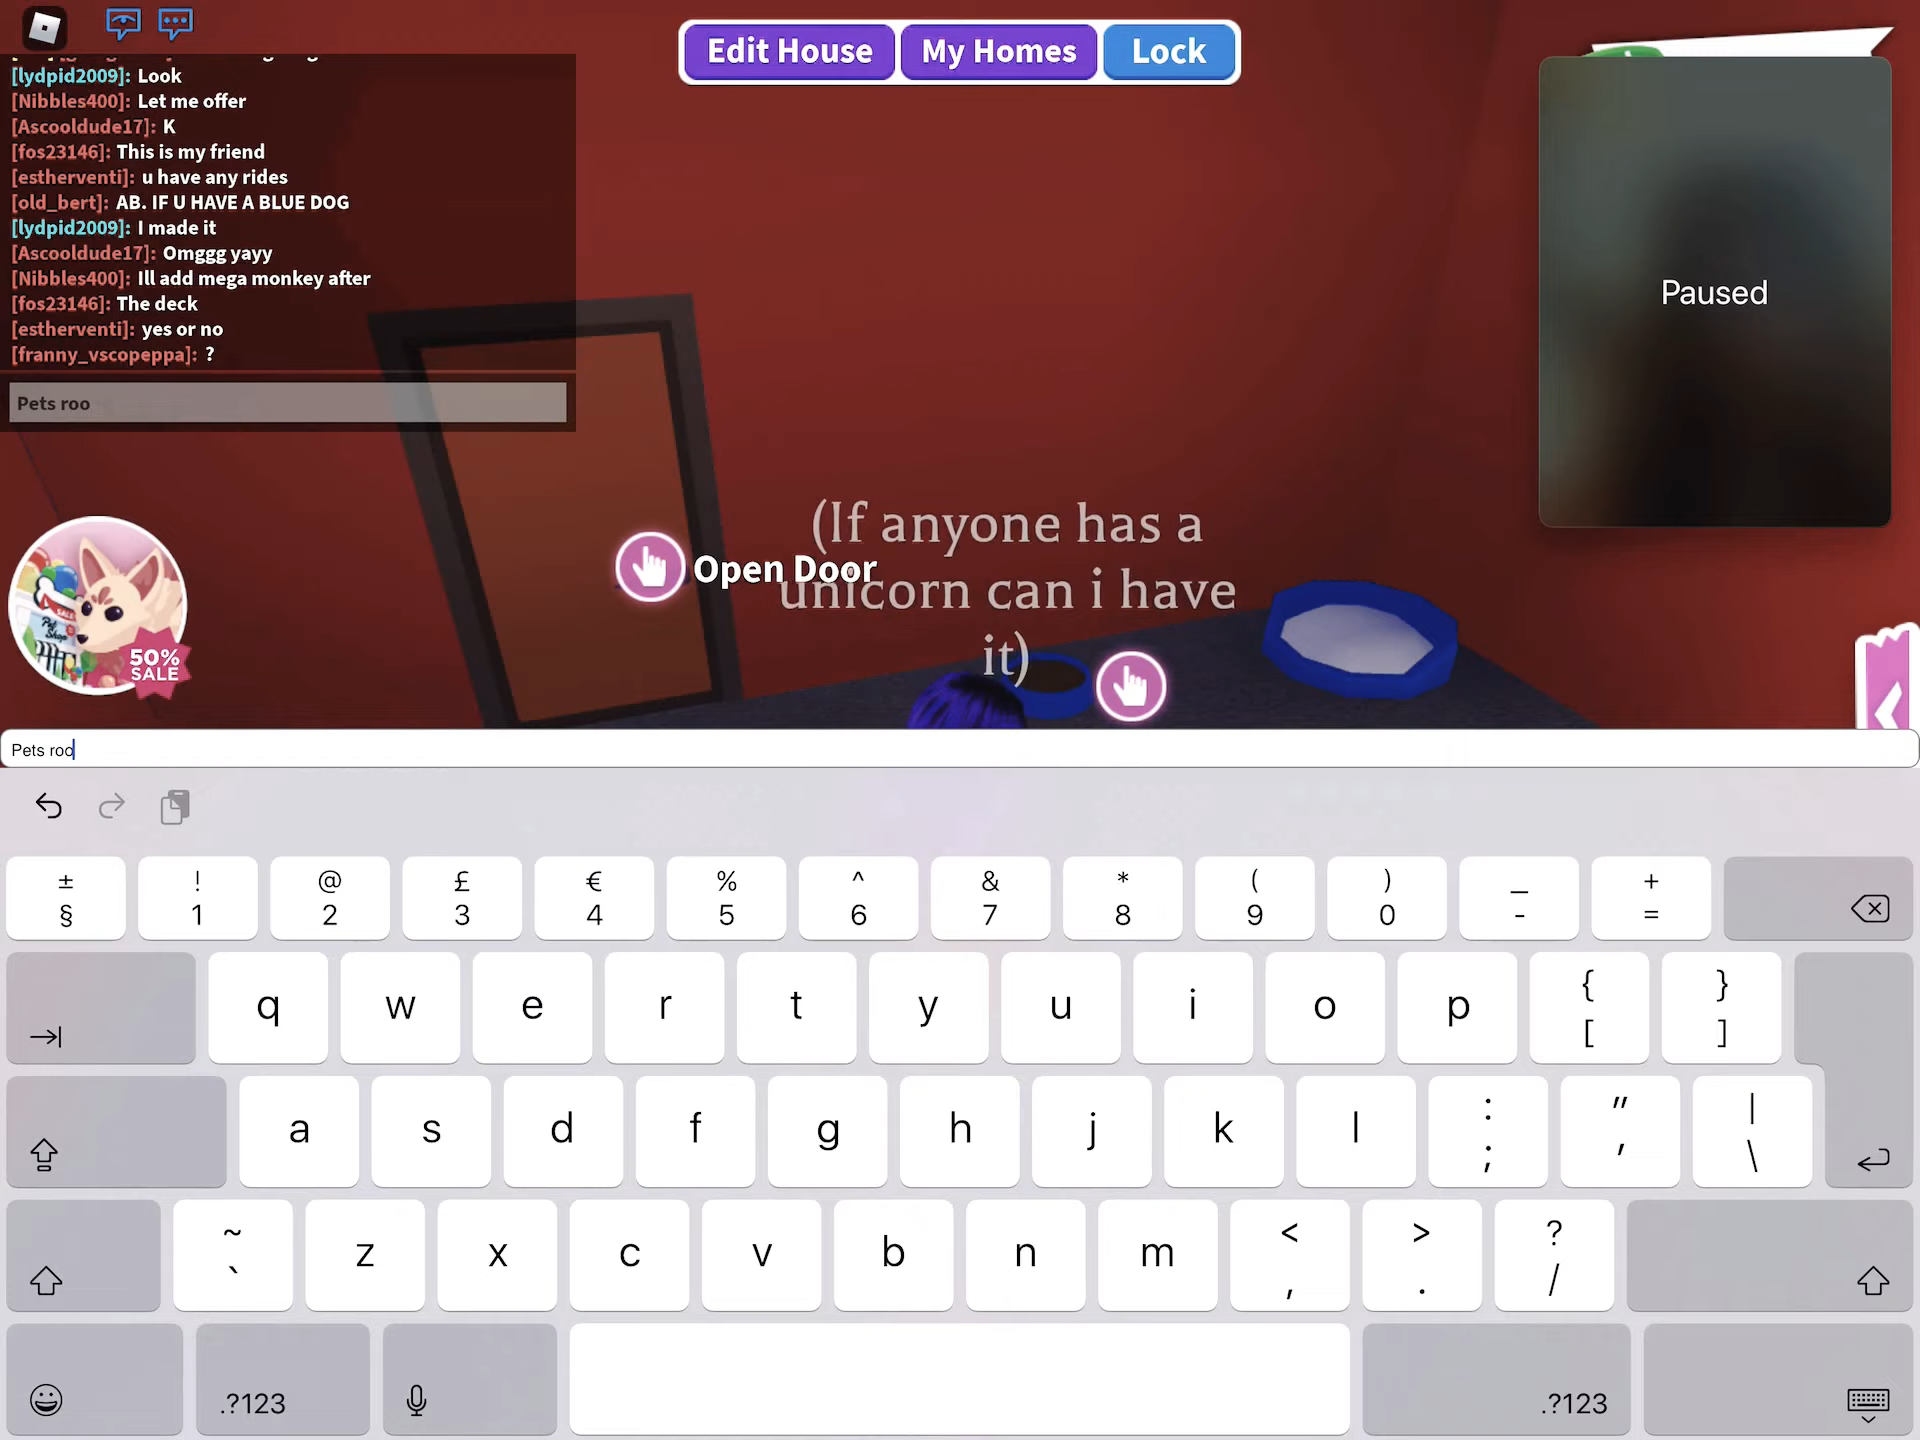 Edit House My Homes Lock
[lydpid2009]: Look
[Nibbles400]: Let me offer
[Ascooldude17]: K
[fos23146]: This is my friend
[estherventi]: u have any rides
[old_bert]: AB. IF U HAVE A BLUE DOG
[lydpid2009]: I made it
[Ascooldude17]: Omggg yayy
[Nibbles400]: Ill add mega monkey after
[fos23146]: The deck
[estherventi]: yes or no
[franny_vscopeppa]: ?
Pets roo
Paused
(If anyone has a
unicorn can i have
it)
Open Door
SALE
Pet
Shop
50%
SALE
Pets roo
± ! @ £ € % ^ & * ( ) _ +
§ 1 2 3 4 5 6 7 8 9 0 - =
q w e r t y u i o p { }
[ ]
a s d f g h j k l : " |
; ' \
~ z x c v b n m < > ?
` , . /
.?123 .?123